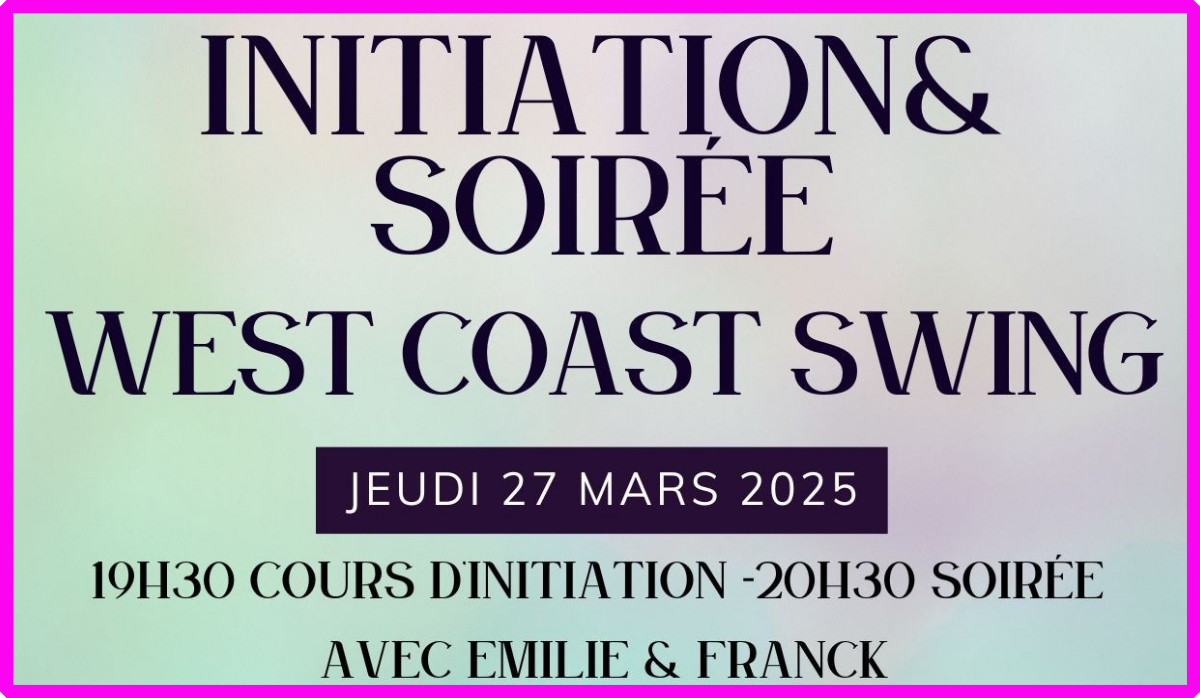 INITIATION&
SOIRÉE
WEST COAST SWING
JEUDI 27 MARS 2025
19H30 COURS D'INITIATION -20H30 SOIRÉE
AVEC EMILIE & FRANCK